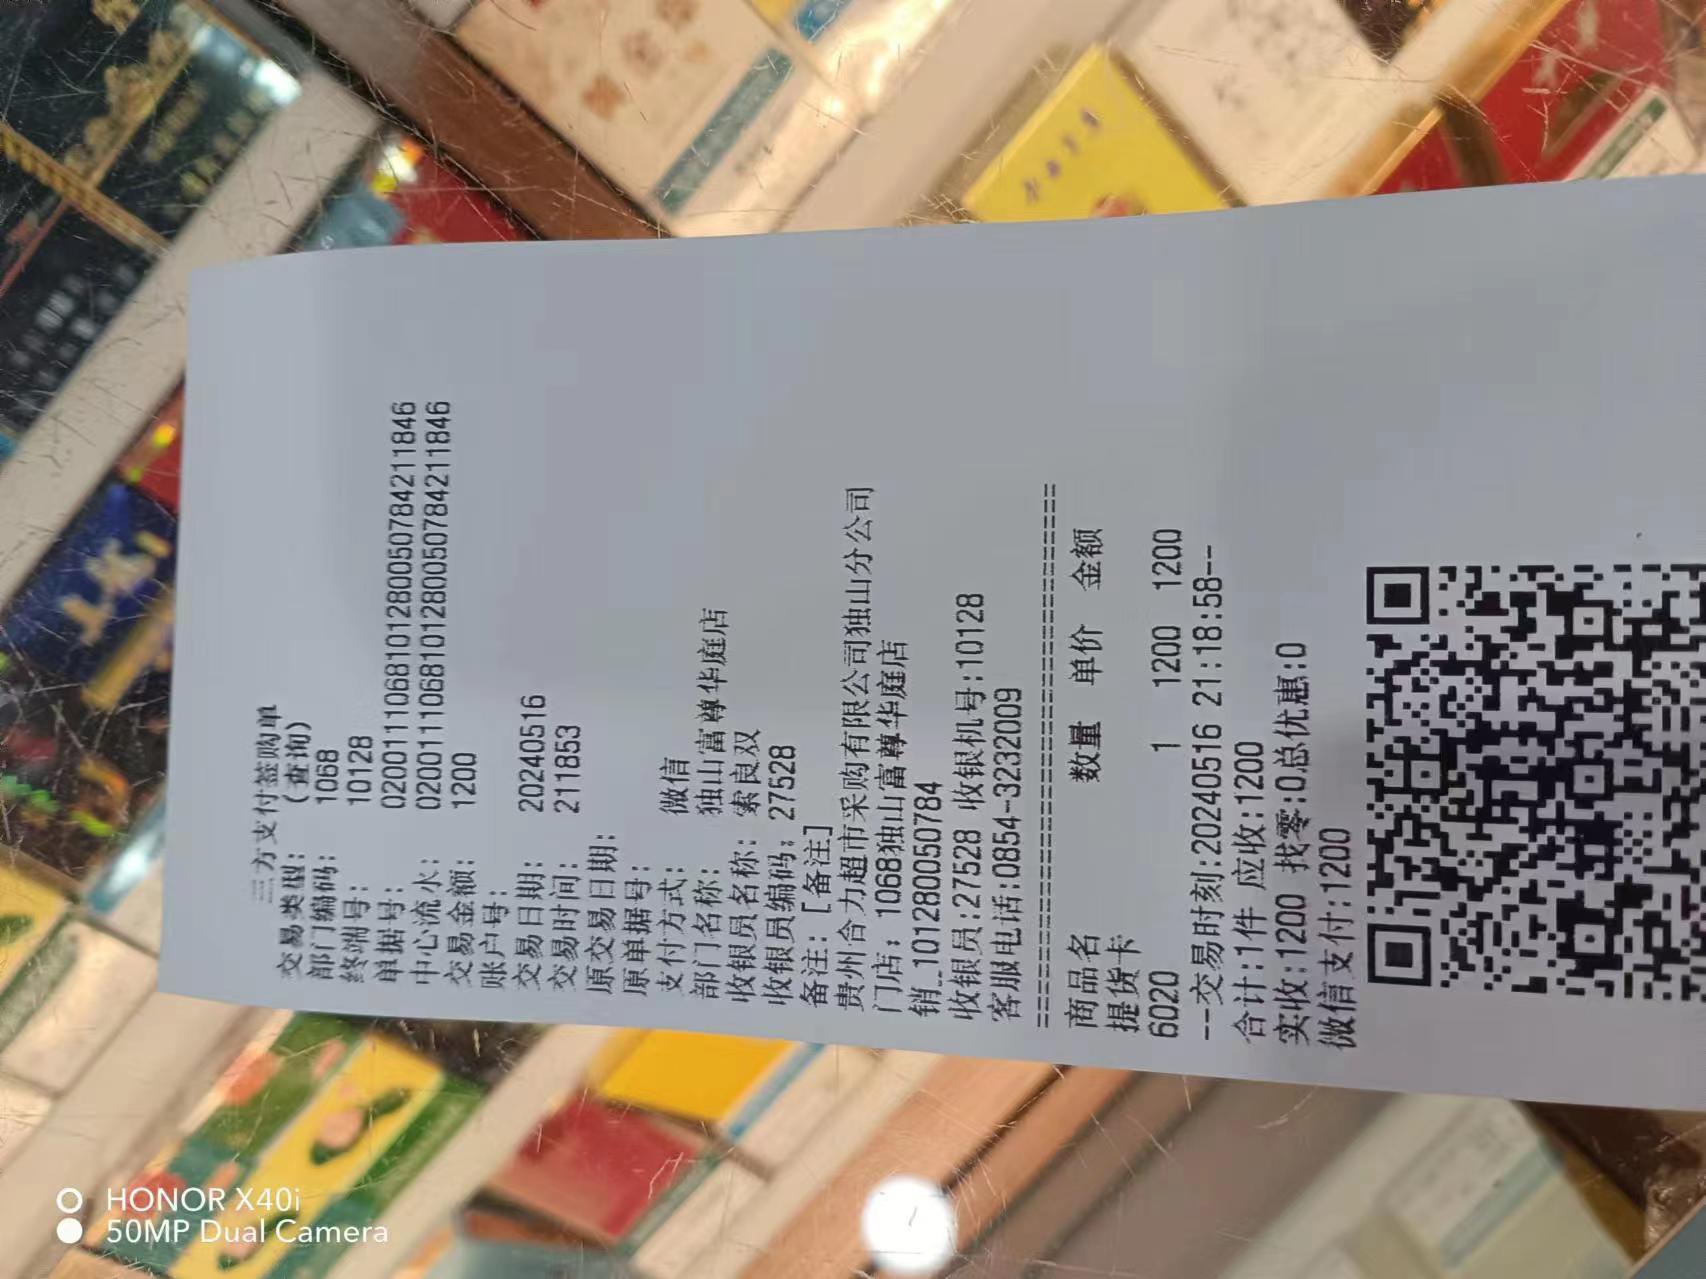 三方支付签购单
交易类型: (查询)
部门编码: 1068
终端号: 10128
单据号: 020011106810128005078421​1846
中心流水: 0200111068101280050784211846
交易金额: 1200
账户号:
交易日期: 20240516
交易时间: 211853
原交易日期:
原单据号:
支付方式: 微信
部门名称: 独山富尊华庭店
收银员名称: 索良双
收银员编码: 27528
备注: [备注]
贵州合力超市采购有限公司独山分公司
门店: 1068独山富尊华庭店
销_101280050784
收银员:27528 收银机号:10128
客服电话:0854-3232009
商品名 数量 单价 金额
提货卡
6020 1 1200 1200
--交易时刻:20240516 21:18:58--
合计:1件 应收:1200
实收:1200 找零:0总优惠:0
微信支付:1200
HONOR X40i
50MP Dual Camera